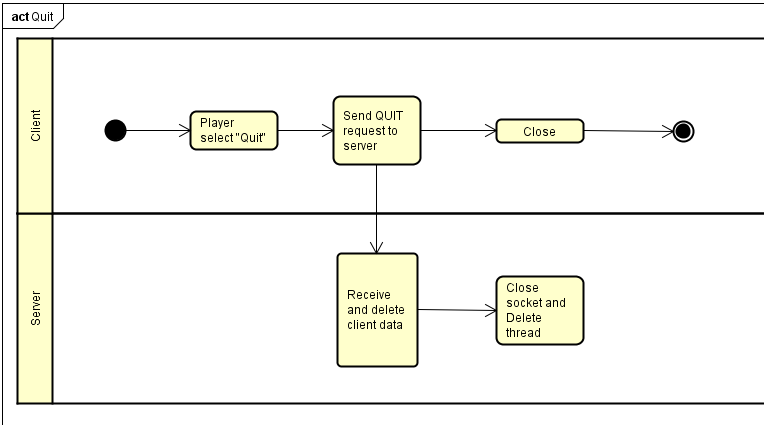 act Quit
Client
Player
select "Quit"
Send QUIT
request to
server
Close
Server
Receive
and delete
client data
Close
socket and
Delete
thread